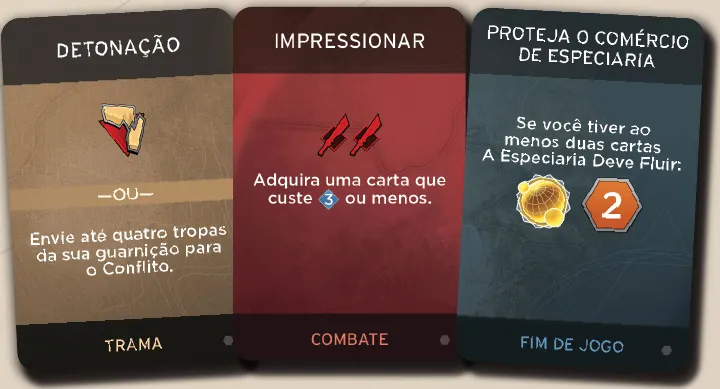 DETONAÇÃO
—OU—
Envie até quatro tropas
da sua guarnição para
o Conflito.
TRAMA
IMPRESSIONAR
Adquira uma carta que
custe 3 ou menos.
COMBATE
PROTEJA O COMÉRCIO
DE ESPECIARIA
Se você tiver ao
menos duas cartas
A Especiaria Deve Fluir:
2
FIM DE JOGO